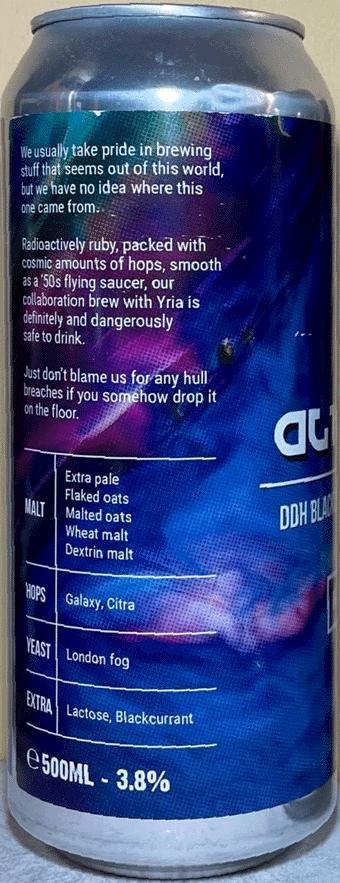 We usually take pride in brewing
stuff that seems out of this world,
but we have no idea where this
one came from.
Radioactively ruby, packed with
cosmic amounts of hops, smooth
as a '50s flying saucer, our
collaboration brew with Yria is
definitely and dangerously
safe to drink.
Just don't blame us for any hull
breaches if you somehow drop it
on the floor.
MALT
Extra pale
Flaked oats
Malted oats
Wheat malt
Dextrin malt
HOPS
Galaxy, Citra
YEAST
London fog
EXTRA
Lactose, Blackcurrant
℮ 500ML - 3.8%
DDH